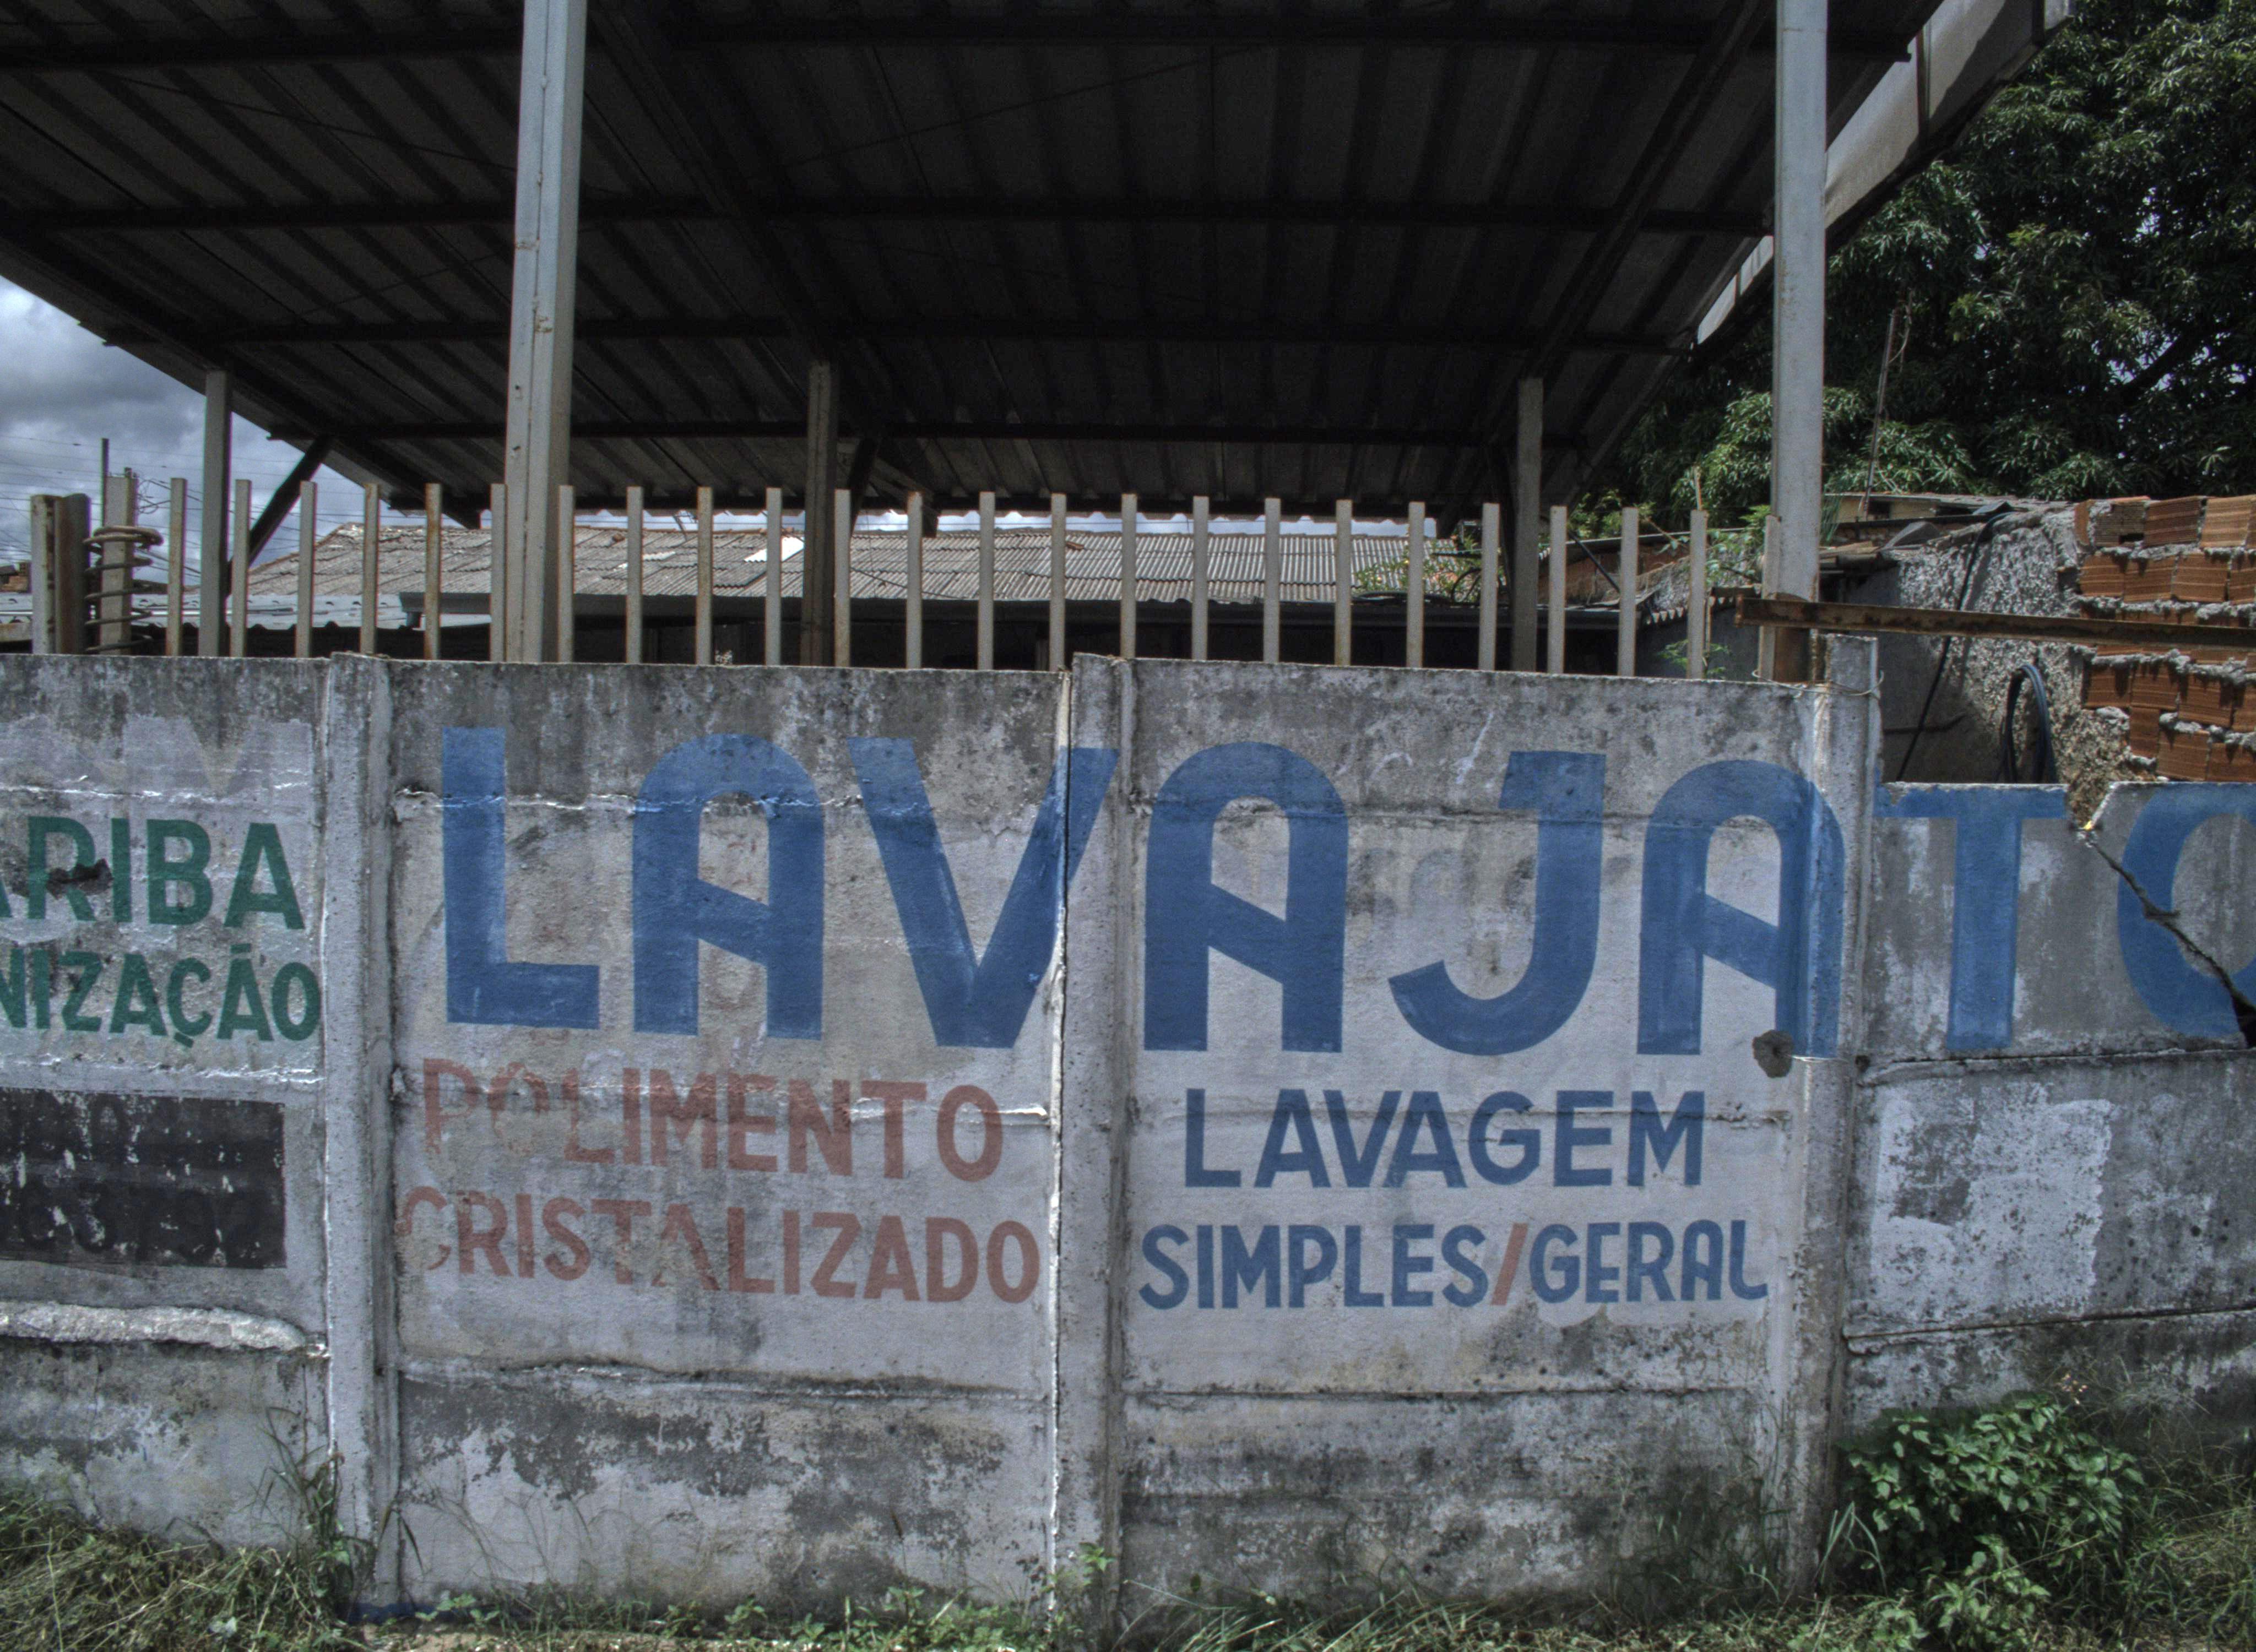 ARIBA
NIZAÇÃO
LAVAJATO
POLIMENTO
CRISTALIZADO
LAVAGEM
SIMPLES/GERAL